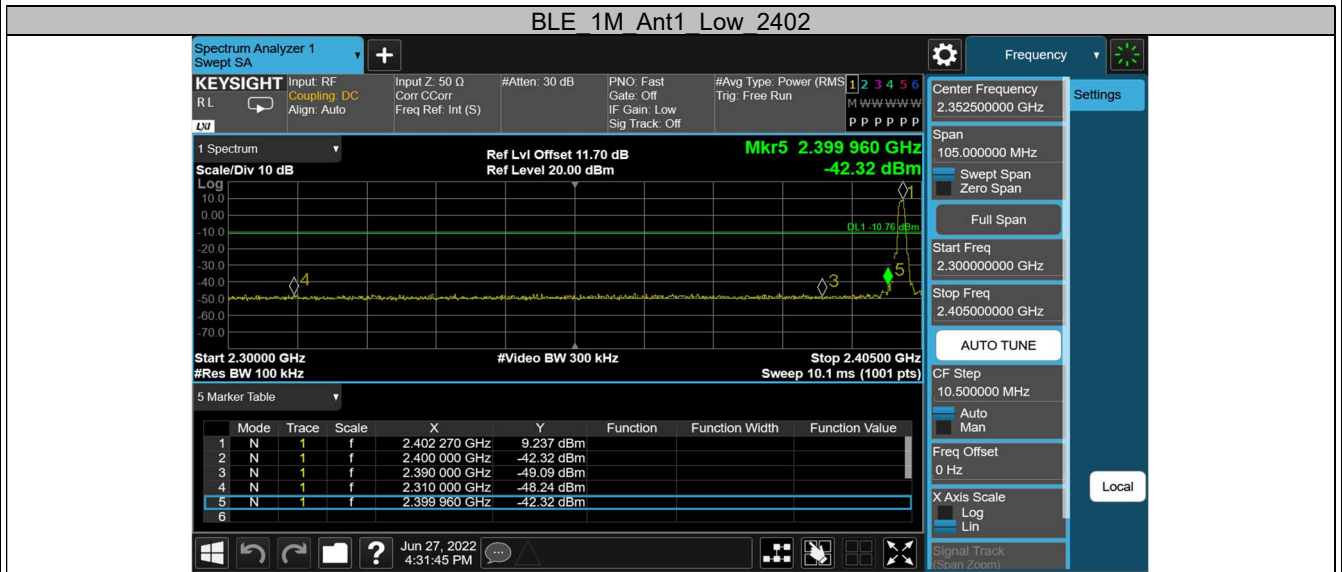 BLE_1M_Ant1_Low_2402
Spectrum Analyzer 1
Swept SA
+
Frequency
KEYSIGHT
RL
LXI
Input: RF
Coupling: DC
Align: Auto
Input Z: 50 Ω
Corr CCorr
Freq Ref: Int (S)
#Atten: 30 dB
PNO: Fast
Gate: Off
IF Gain: Low
Sig Track: Off
#Avg Type: Power (RMS
Trig: Free Run
1 2 3 4 5 6
M W W W W W
P P P P P P
1 Spectrum
Scale/Div 10 dB
Ref Lvl Offset 11.70 dB
Ref Level 20.00 dBm
Mkr5 2.399 960 GHz
-42.32 dBm
Log
10.0
0.00
-10.0
-20.0
-30.0
-40.0
-50.0
-60.0
-70.0
1
DL1 -10.76 dBm
5
4
3
Start 2.30000 GHz
#Video BW 300 kHz
Stop 2.40500 GHz
#Res BW 100 kHz
Sweep 10.1 ms (1001 pts)
5 Marker Table
Mode Trace Scale X Y Function Function Width Function Value
1 N 1 f 2.402 270 GHz 9.237 dBm
2 N 1 f 2.400 000 GHz -42.32 dBm
3 N 1 f 2.390 000 GHz -49.09 dBm
4 N 1 f 2.310 000 GHz -48.24 dBm
5 N 1 f 2.399 960 GHz -42.32 dBm
6
?
Jun 27, 2022
4:31:45 PM
Center Frequency
2.352500000 GHz
Settings
Span
105.000000 MHz
Swept Span
Zero Span
Full Span
Start Freq
2.300000000 GHz
Stop Freq
2.405000000 GHz
AUTO TUNE
CF Step
10.500000 MHz
Auto
Man
Freq Offset
0 Hz
Local
X Axis Scale
Log
Lin
Signal Track
(Span Zoom)